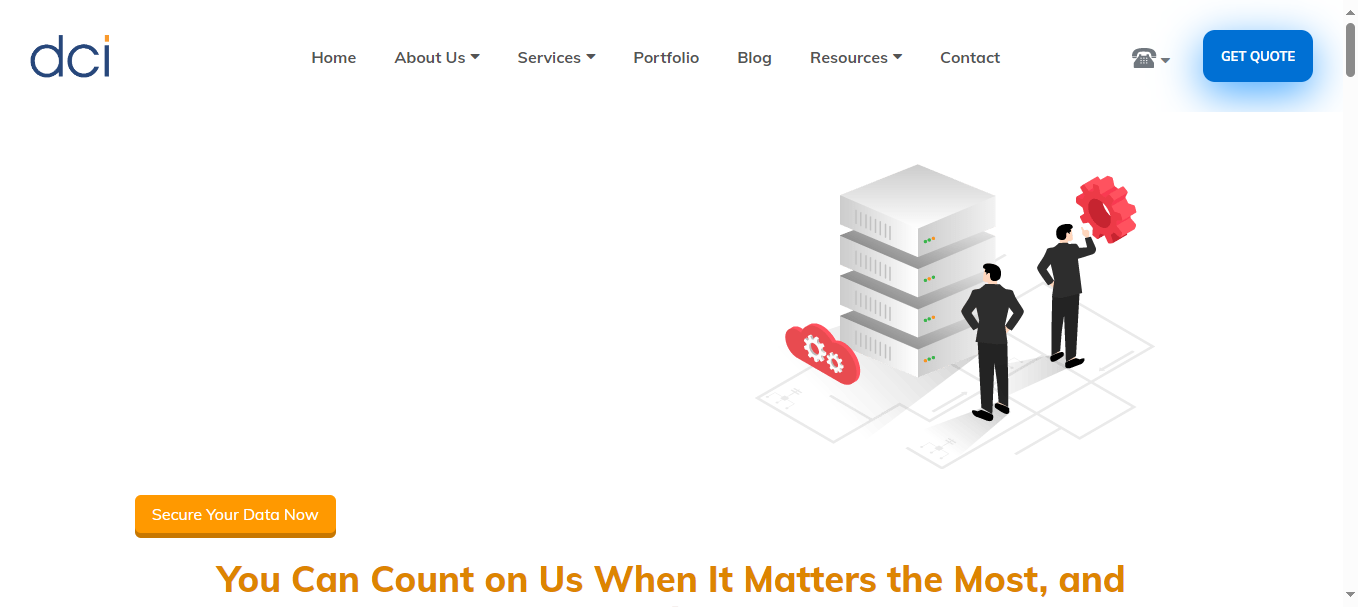 dci
Home
About Us
Services
Portfolio
Blog
Resources
Contact
GET QUOTE
Secure Your Data Now
You Can Count on Us When It Matters the Most, and